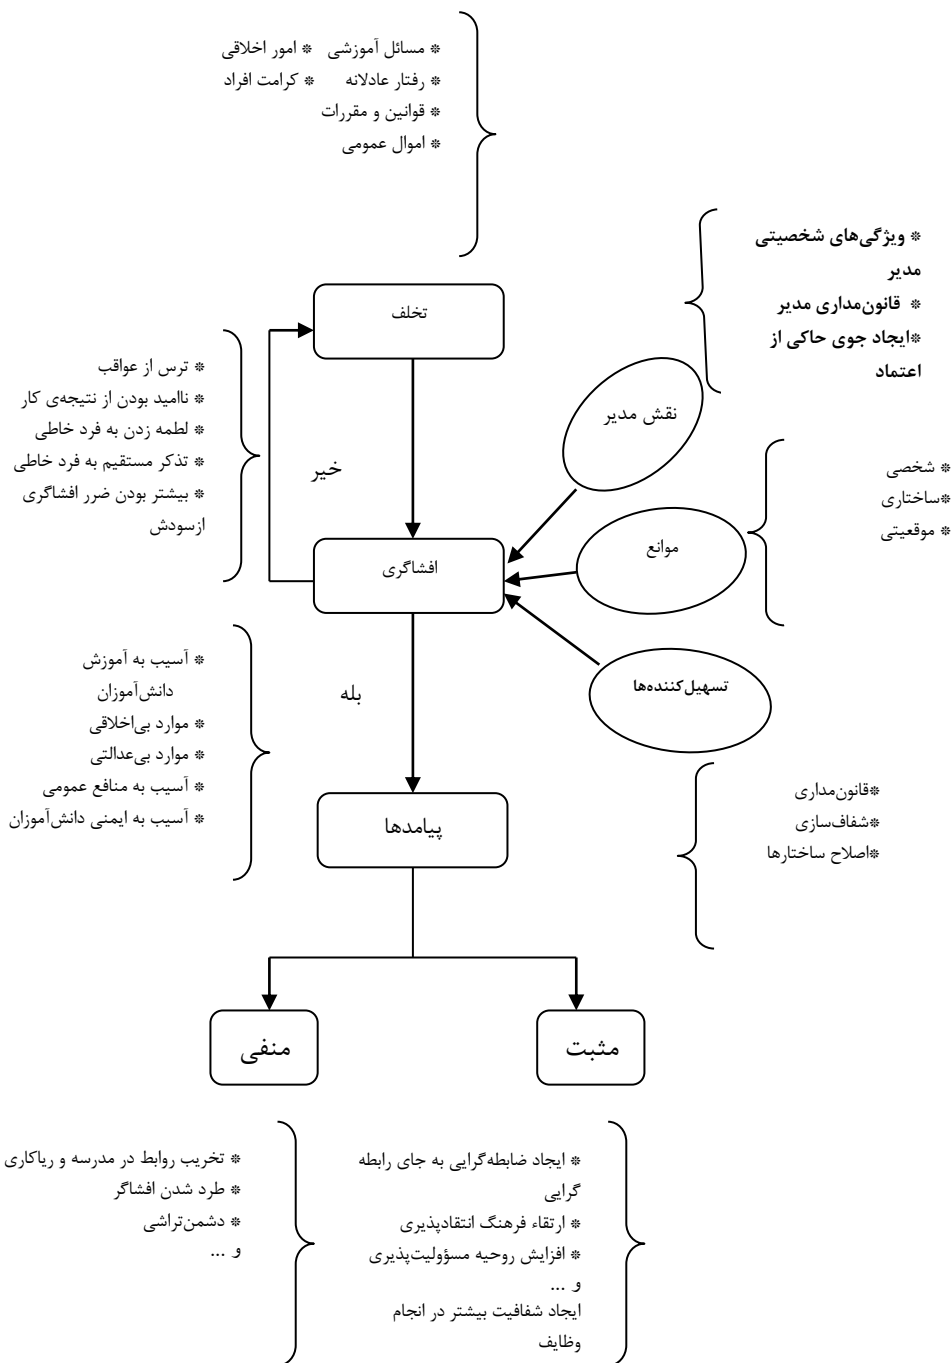 * مسائل آموزشی * امور اخلاقی
* رفتار عادلانه * کرامت افراد
* قوانین و مقررات
* اموال عمومی
* ویژگی‌های شخصیتی
مدیر
* قانون‌مداری مدیر
*ایجاد جوی حاکی از
اعتماد
تخلف
* ترس از عواقب
* ناامید بودن از نتیجه‌ی کار
* لطمه زدن به فرد خاطی
* تذکر مستقیم به فرد خاطی
* بیشتر بودن ضرر افشاگری
ازسودش
خیر
نقش مدیر
* شخصی
*ساختاری
* موقعیتی
موانع
افشاگری
تسهیل‌کننده‌ها
بله
* آسیب به آموزش
دانش‌آموزان
* موارد بی‌اخلاقی
* موارد بی‌عدالتی
* آسیب به منافع عمومی
* آسیب به ایمنی دانش‌آموزان
*قانون‌مداری
*شفاف‌سازی
*اصلاح ساختارها
پیامدها
مثبت
منفی
* ایجاد ضابطه‌گرایی به جای رابطه
گرایی
* ارتقاء فرهنگ انتقادپذیری
* افزایش روحیه مسؤولیت‌پذیری
و ...
ایجاد شفافیت بیشتر در انجام
وظایف
* تخریب روابط در مدرسه و ریاکاری
* طرد شدن افشاگر
* دشمن‌تراشی
و ...